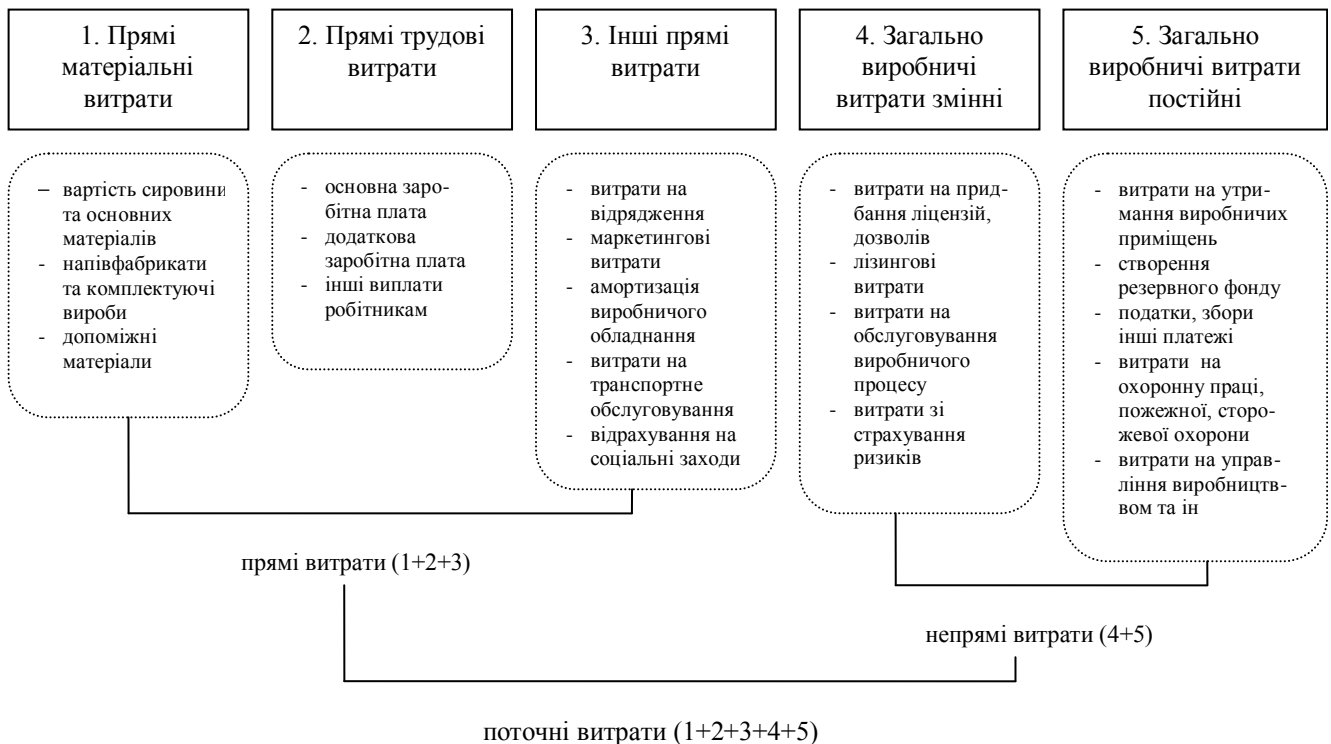 1. Прямі
матеріальні
витрати
2. Прямі трудові
витрати
3. Інші прямі
витрати
4. Загально
виробничі
витрати змінні
5. Загально
виробничі витрати
постійні
– вартість сировини
та основних
матеріалів
- напівфабрикати
та комплектуючі
вироби
- допоміжні
матеріали
- основна заро-
бітна плата
- додаткова
заробітна плата
- інші виплати
робітникам
- витрати на
відрядження
- маркетингові
витрати
- амортизація
виробничого
обладнання
- витрати на
транспортне
обслуговування
- відрахування на
соціальні заходи
- витрати на прид-
бання ліцензій,
дозволів
- лізингові
витрати
- витрати на
обслуговування
виробничого
процесу
- витрати зі
страхування
ризиків
- витрати на утри-
мання виробничих
приміщень
- створення
резервного фонду
- податки, збори
інші платежі
- витрати на
охоронну праці,
пожежної, сторо-
жевої охорони
- витрати на управ-
ління виробницт-
вом та ін
прямі витрати (1+2+3)
непрямі витрати (4+5)
поточні витрати (1+2+3+4+5)